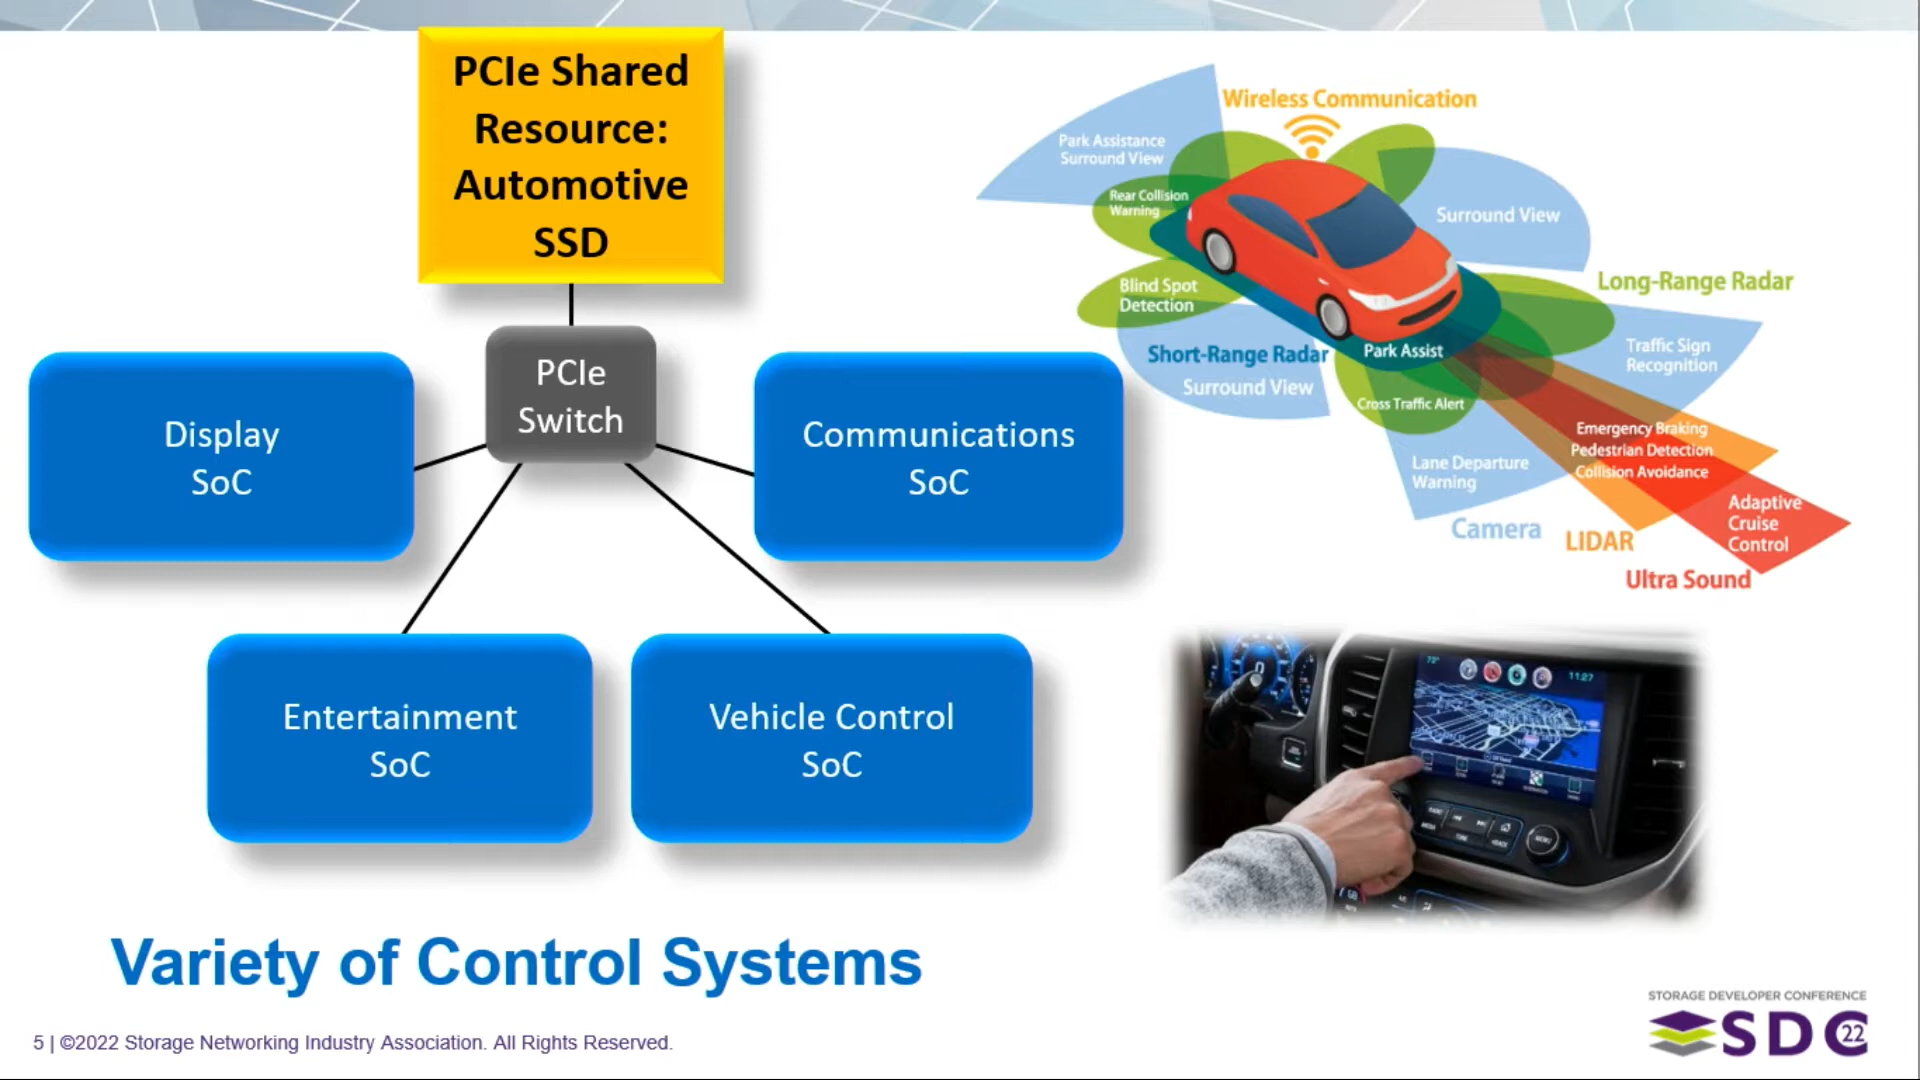 PCIe Shared
Resource:
Automotive
SSD
PCIe
Switch
Display
SoC
Communications
SoC
Entertainment
SoC
Vehicle Control
SoC
Wireless Communication
Park Assistance
Surround View
Rear Collision
Warning
Surround View
Blind Spot
Detection
Long-Range Radar
Short-Range Radar
Park Assist
Surround View
Traffic Sign
Recognition
Cross Traffic Alert
Emergency Braking
Pedestrian Detection
Collision Avoidance
Lane Departure
Warning
Adaptive
Cruise
Control
Camera
LIDAR
Ultra Sound
11:27
Variety of Control Systems
STORAGE DEVELOPER CONFERENCE
SDC 22
5 | ©2022 Storage Networking Industry Association. All Rights Reserved.